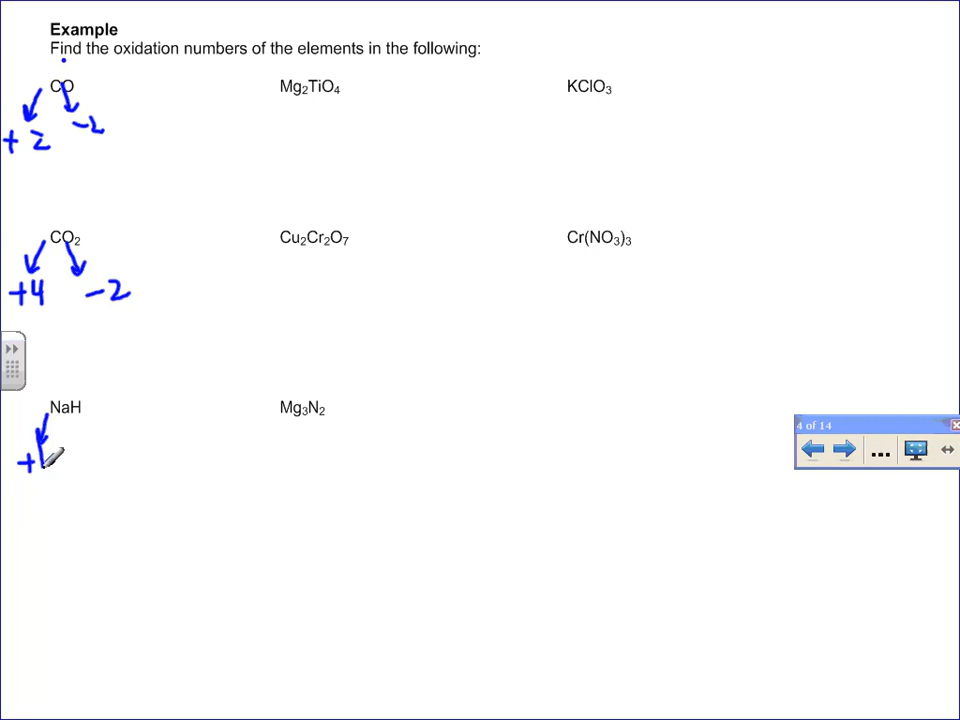 Example
Find the oxidation numbers of the elements in the following:
CO Mg₂TiO₄ KClO₃
+2 -2
CO₂ Cu₂Cr₂O₇ Cr(NO₃)₃
+4 -2
NaH Mg₃N₂
+1
4 of 14
...